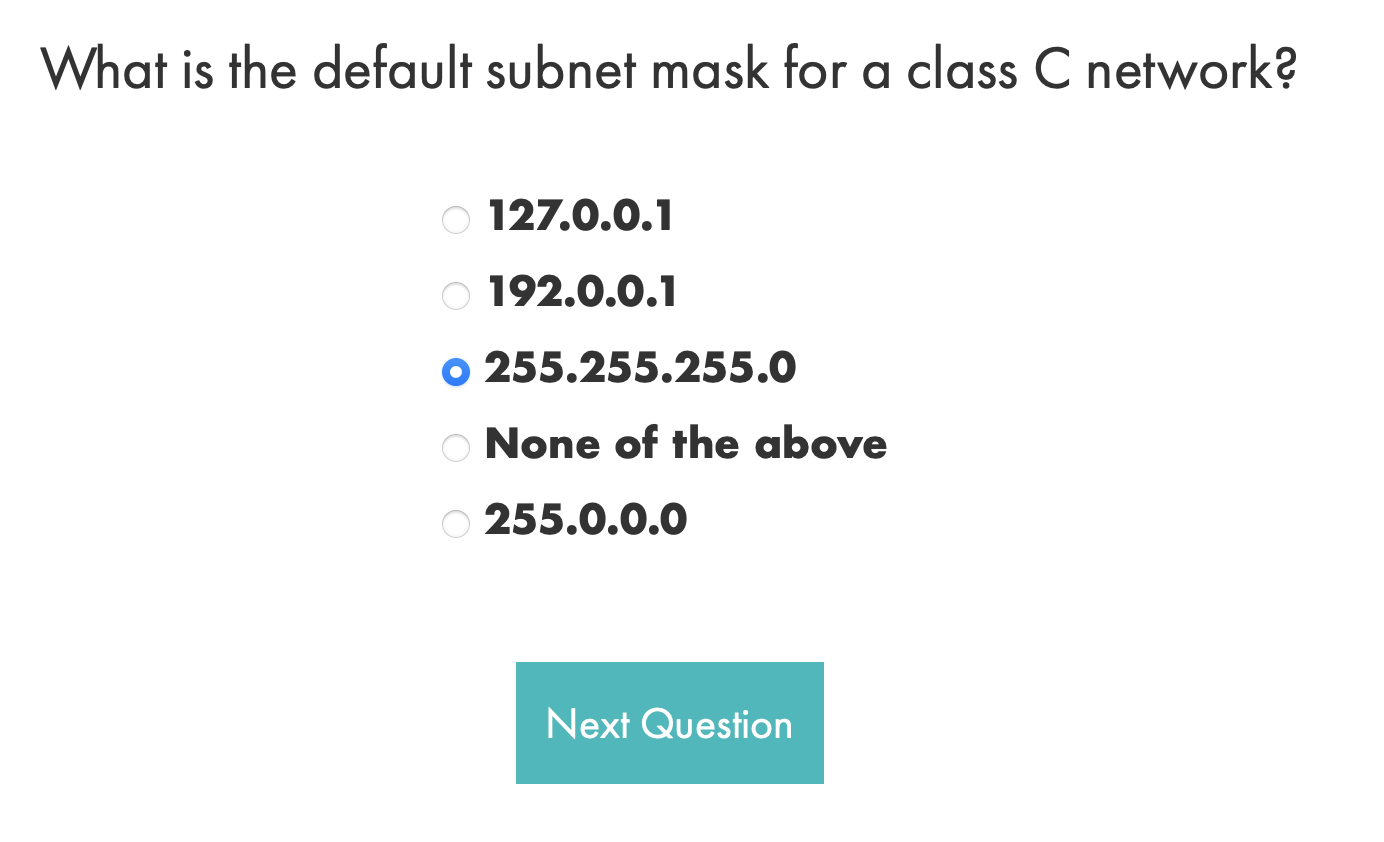 What is the default subnet mask for a class C network?
127.0.0.1
192.0.0.1
255.255.255.0
None of the above
255.0.0.0
Next Question